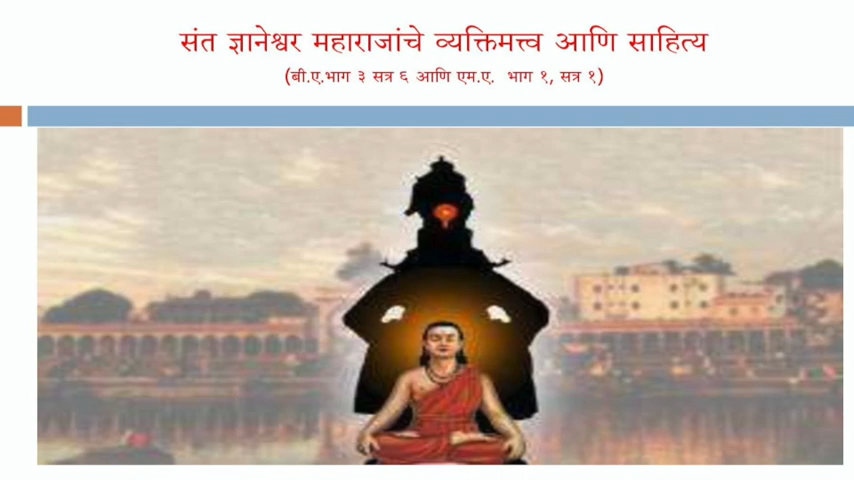 संत ज्ञानेश्वर महाराजांचे व्यक्तिमत्त्व आणि साहित्य
(बी.ए.भाग ३ सत्र ६ आणि एम.ए. भाग १, सत्र १)